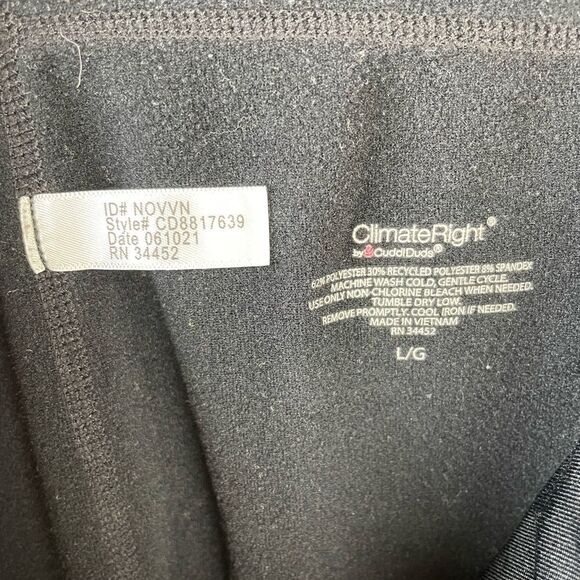 ID# NOVVN
Style# CD8817639
Date 061021
RN 34452
ClimateRight®
by CuddlDuds®
62% POLYESTER 30% RECYCLED POLYESTER 8% SPANDEX
MACHINE WASH COLD, GENTLE CYCLE.
USE ONLY NON-CHLORINE BLEACH WHEN NEEDED.
TUMBLE DRY LOW.
REMOVE PROMPTLY. COOL IRON IF NEEDED.
MADE IN VIETNAM
RN 34452
L/G